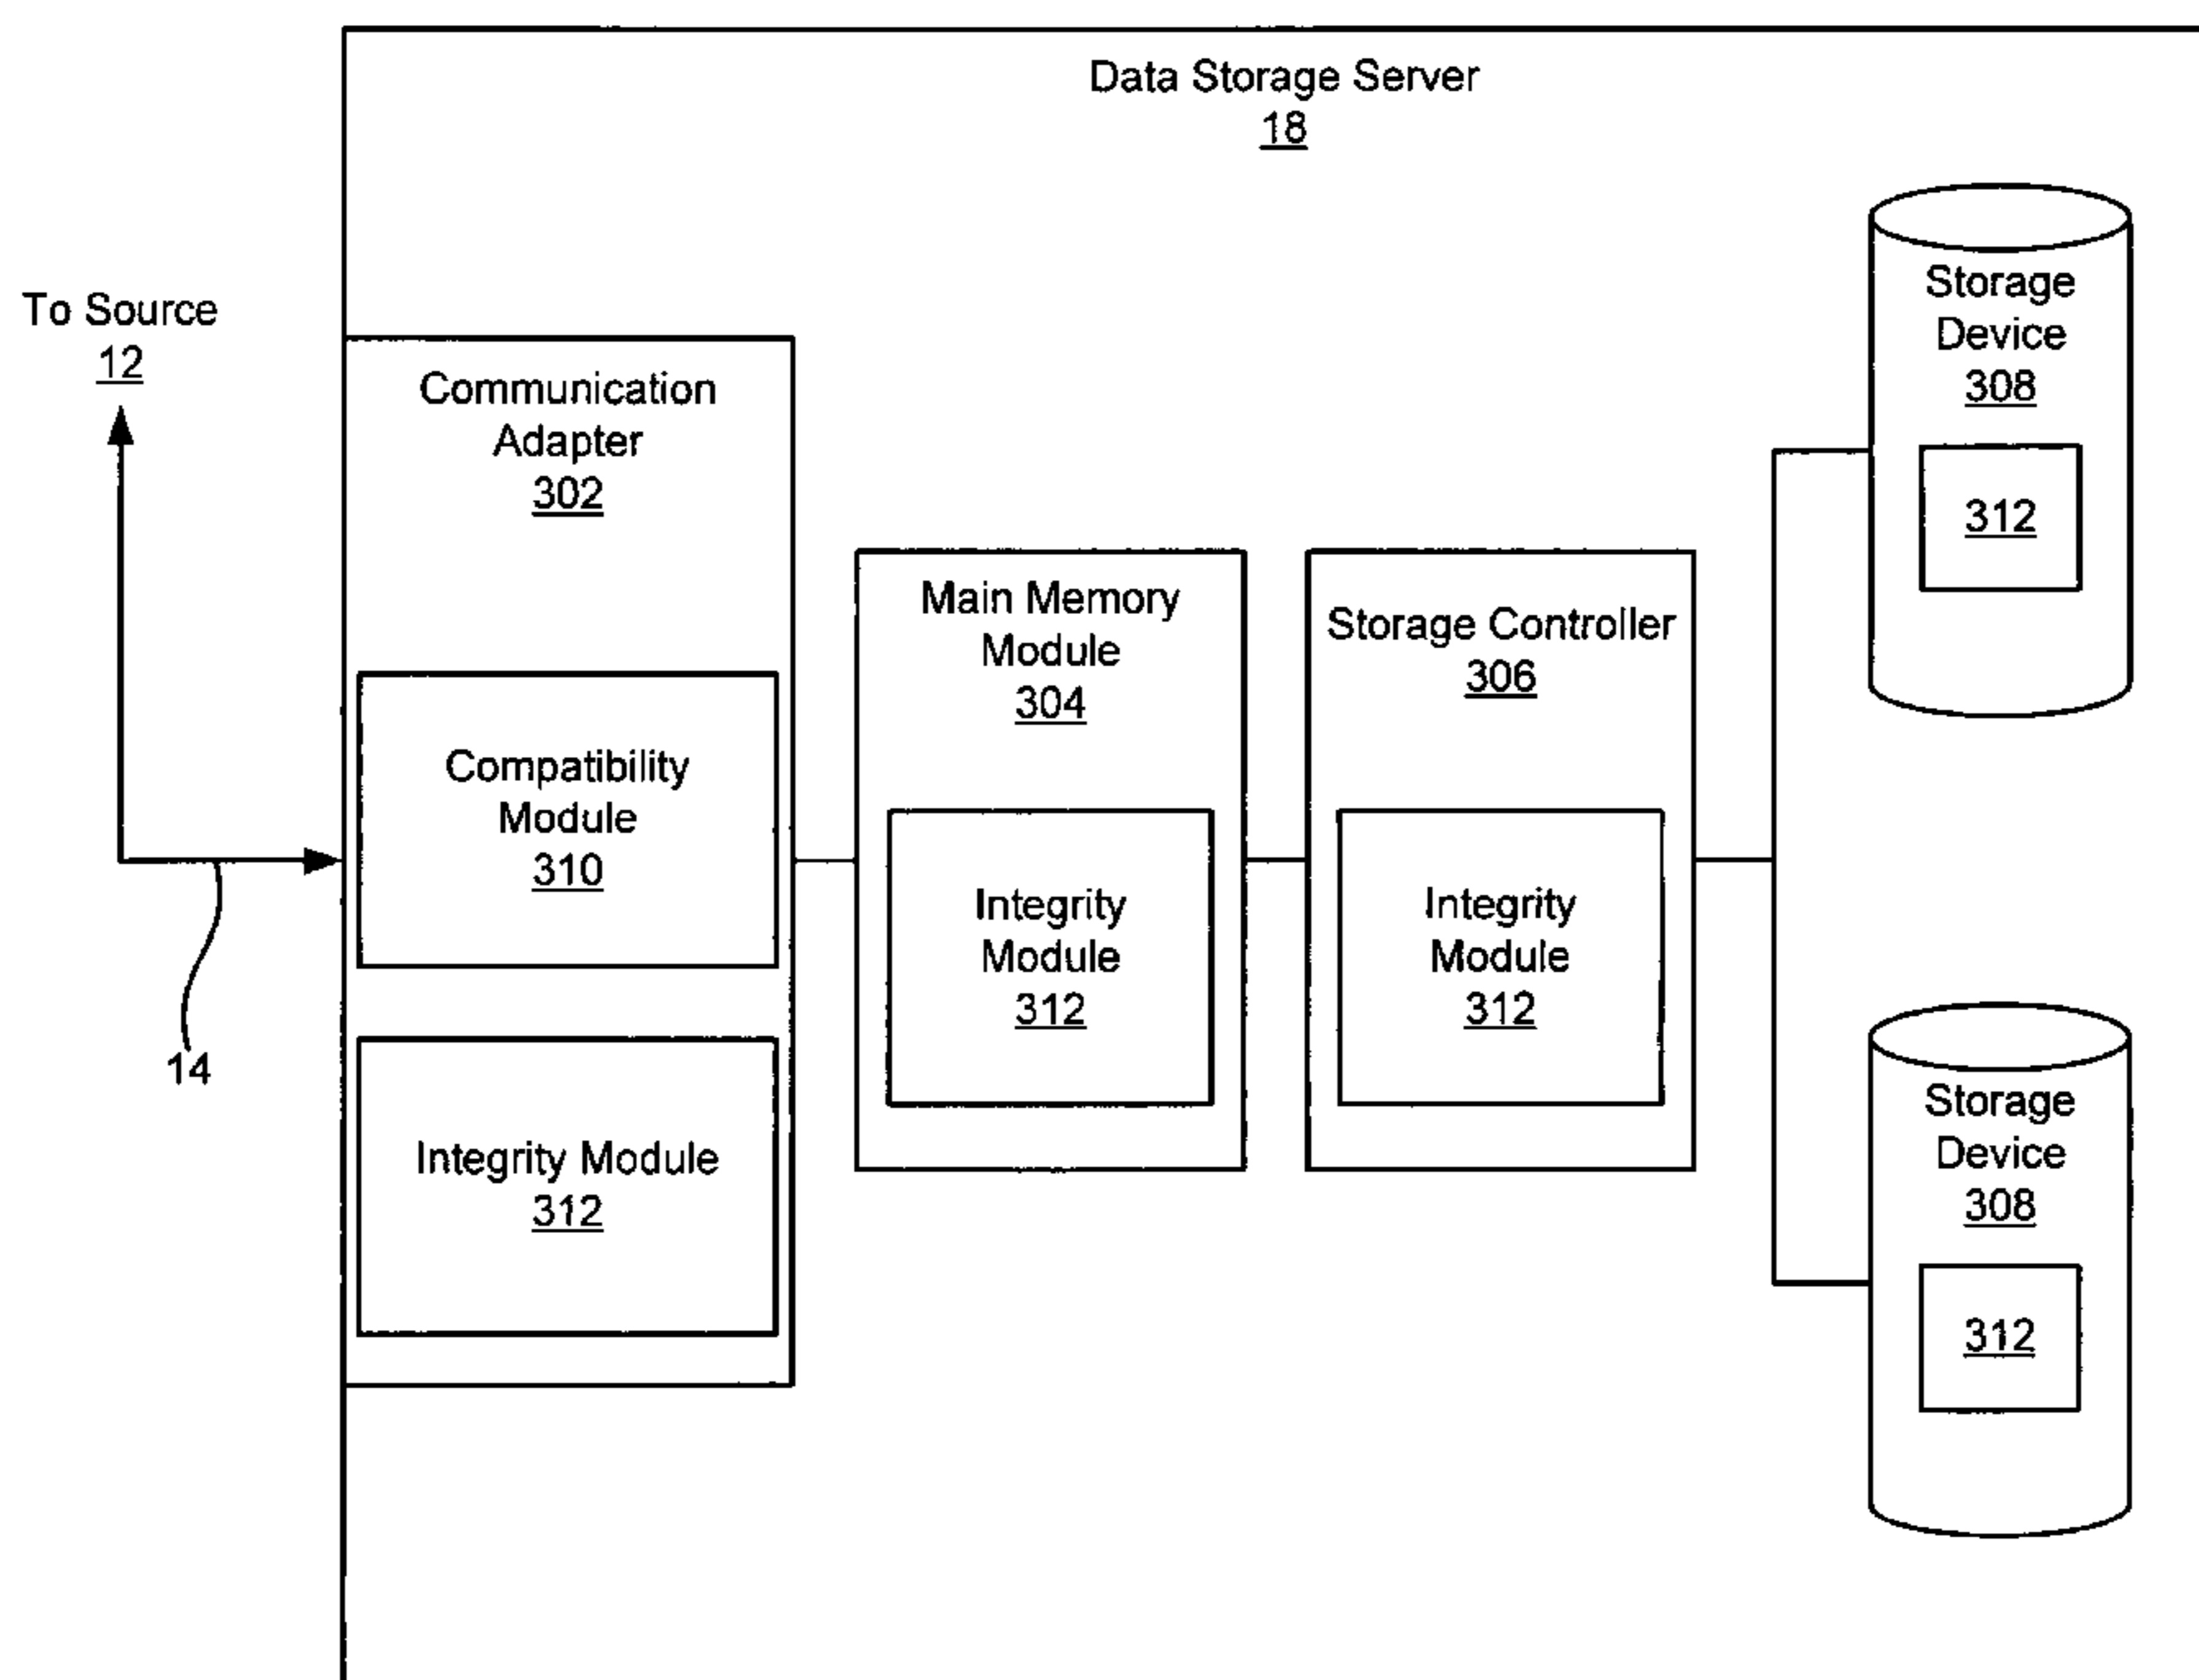 Data Storage Server
18
To Source
12
14
Communication
Adapter
302
Compatibility
Module
310
Integrity Module
312
Main Memory
Module
304
Integrity
Module
312
Storage Controller
306
Integrity
Module
312
Storage
Device
308
312
Storage
Device
308
312